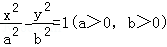 x²/a² - y²/b² =1(a＞0, b＞0)